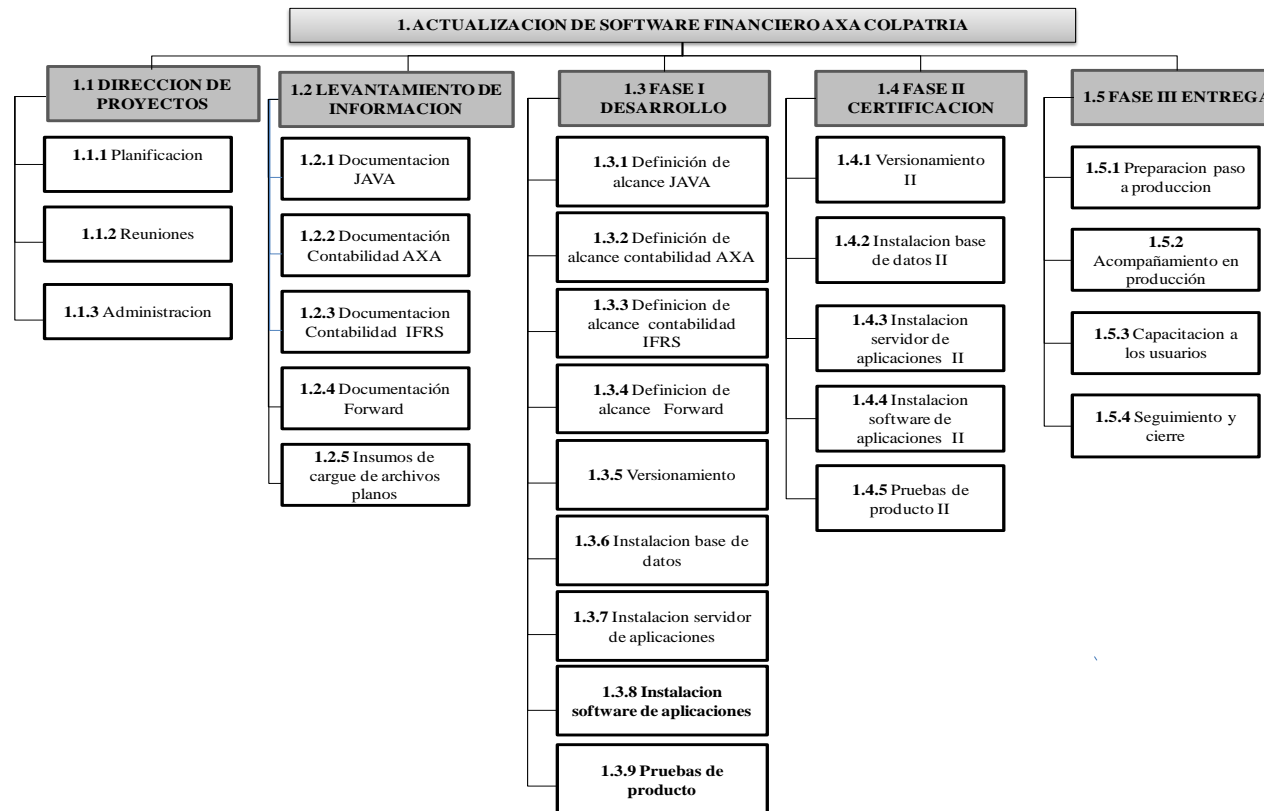 1. ACTUALIZACION DE SOFTWARE FINANCIERO AXA COLPATRIA
1.1 DIRECCION DE
PROYECTOS
1.1.1 Planificacion
1.1.2 Reuniones
1.1.3 Administracion
1.2 LEVANTAMIENTO DE
INFORMACION
1.2.1 Documentacion
JAVA
1.2.2 Documentación
Contabilidad AXA
1.2.3 Documentacion
Contabilidad IFRS
1.2.4 Documentación
Forward
1.2.5 Insumos de
cargue de archivos
planos
1.3 FASE I
DESARROLLO
1.3.1 Definición de
alcance JAVA
1.3.2 Definición de
alcance contabilidad AXA
1.3.3 Definicion de
alcance contabilidad
IFRS
1.3.4 Definicion de
alcance Forward
1.3.5 Versionamiento
1.3.6 Instalacion base de
datos
1.3.7 Instalacion servidor
de aplicaciones
1.3.8 Instalacion
software de aplicaciones
1.3.9 Pruebas de
producto
1.4 FASE II
CERTIFICACION
1.4.1 Versionamiento
II
1.4.2 Instalacion base
de datos II
1.4.3 Instalacion
servidor de
aplicaciones II
1.4.4 Instalacion
software de
aplicaciones II
1.4.5 Pruebas de
producto II
1.5 FASE III ENTREGA
1.5.1 Preparacion paso
a produccion
1.5.2
Acompañamiento en
producción
1.5.3 Capacitacion a
los usuarios
1.5.4 Seguimiento y
cierre